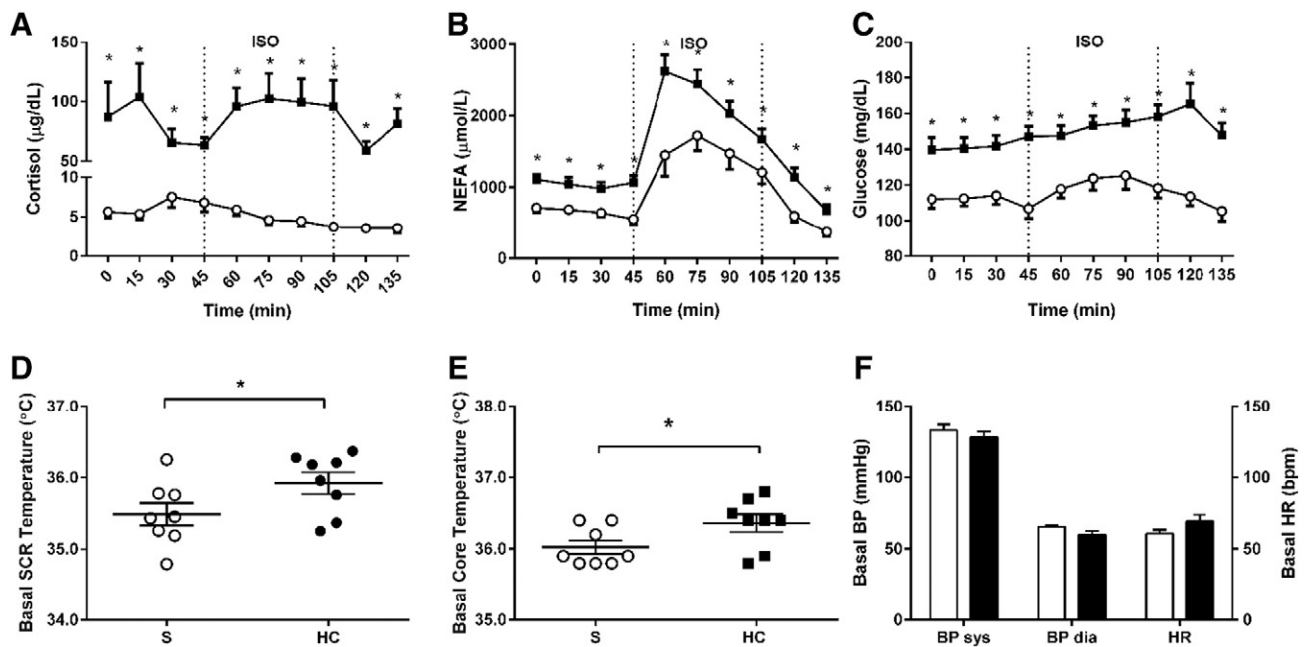 A
ISO
150
100
50
10
5
0
Cortisol (μg/dL)
* * * * * * * * * *
0 15 30 45 60 75 90 105 120 135
Time (min)
B
ISO
3000
2000
1000
0
NEFA (μmol/L)
* * * * * * * * * *
0 15 30 45 60 75 90 105 120 135
Time (min)
C
ISO
200
180
160
140
120
100
80
Glucose (mg/dL)
* * * * * * * * * *
0 15 30 45 60 75 90 105 120 135
Time (min)
D
37.0
36.0
35.0
34.0
Basal SCR Temperature (°C)
*
S HC
E
38.0
37.0
36.0
35.0
Basal Core Temperature (°C)
*
S HC
F
150
100
50
0
Basal BP (mmHg)
150
100
50
0
Basal HR (bpm)
BP sys BP dia HR